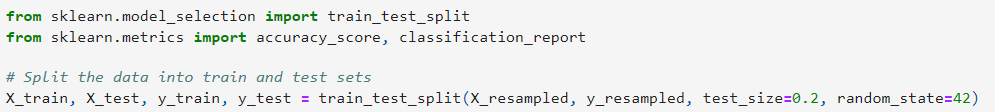 from sklearn.model_selection import train_test_split
from sklearn.metrics import accuracy_score, classification_report
# Split the data into train and test sets
X_train, X_test, y_train, y_test = train_test_split(X_resampled, y_resampled, test_size=0.2, random_state=42)